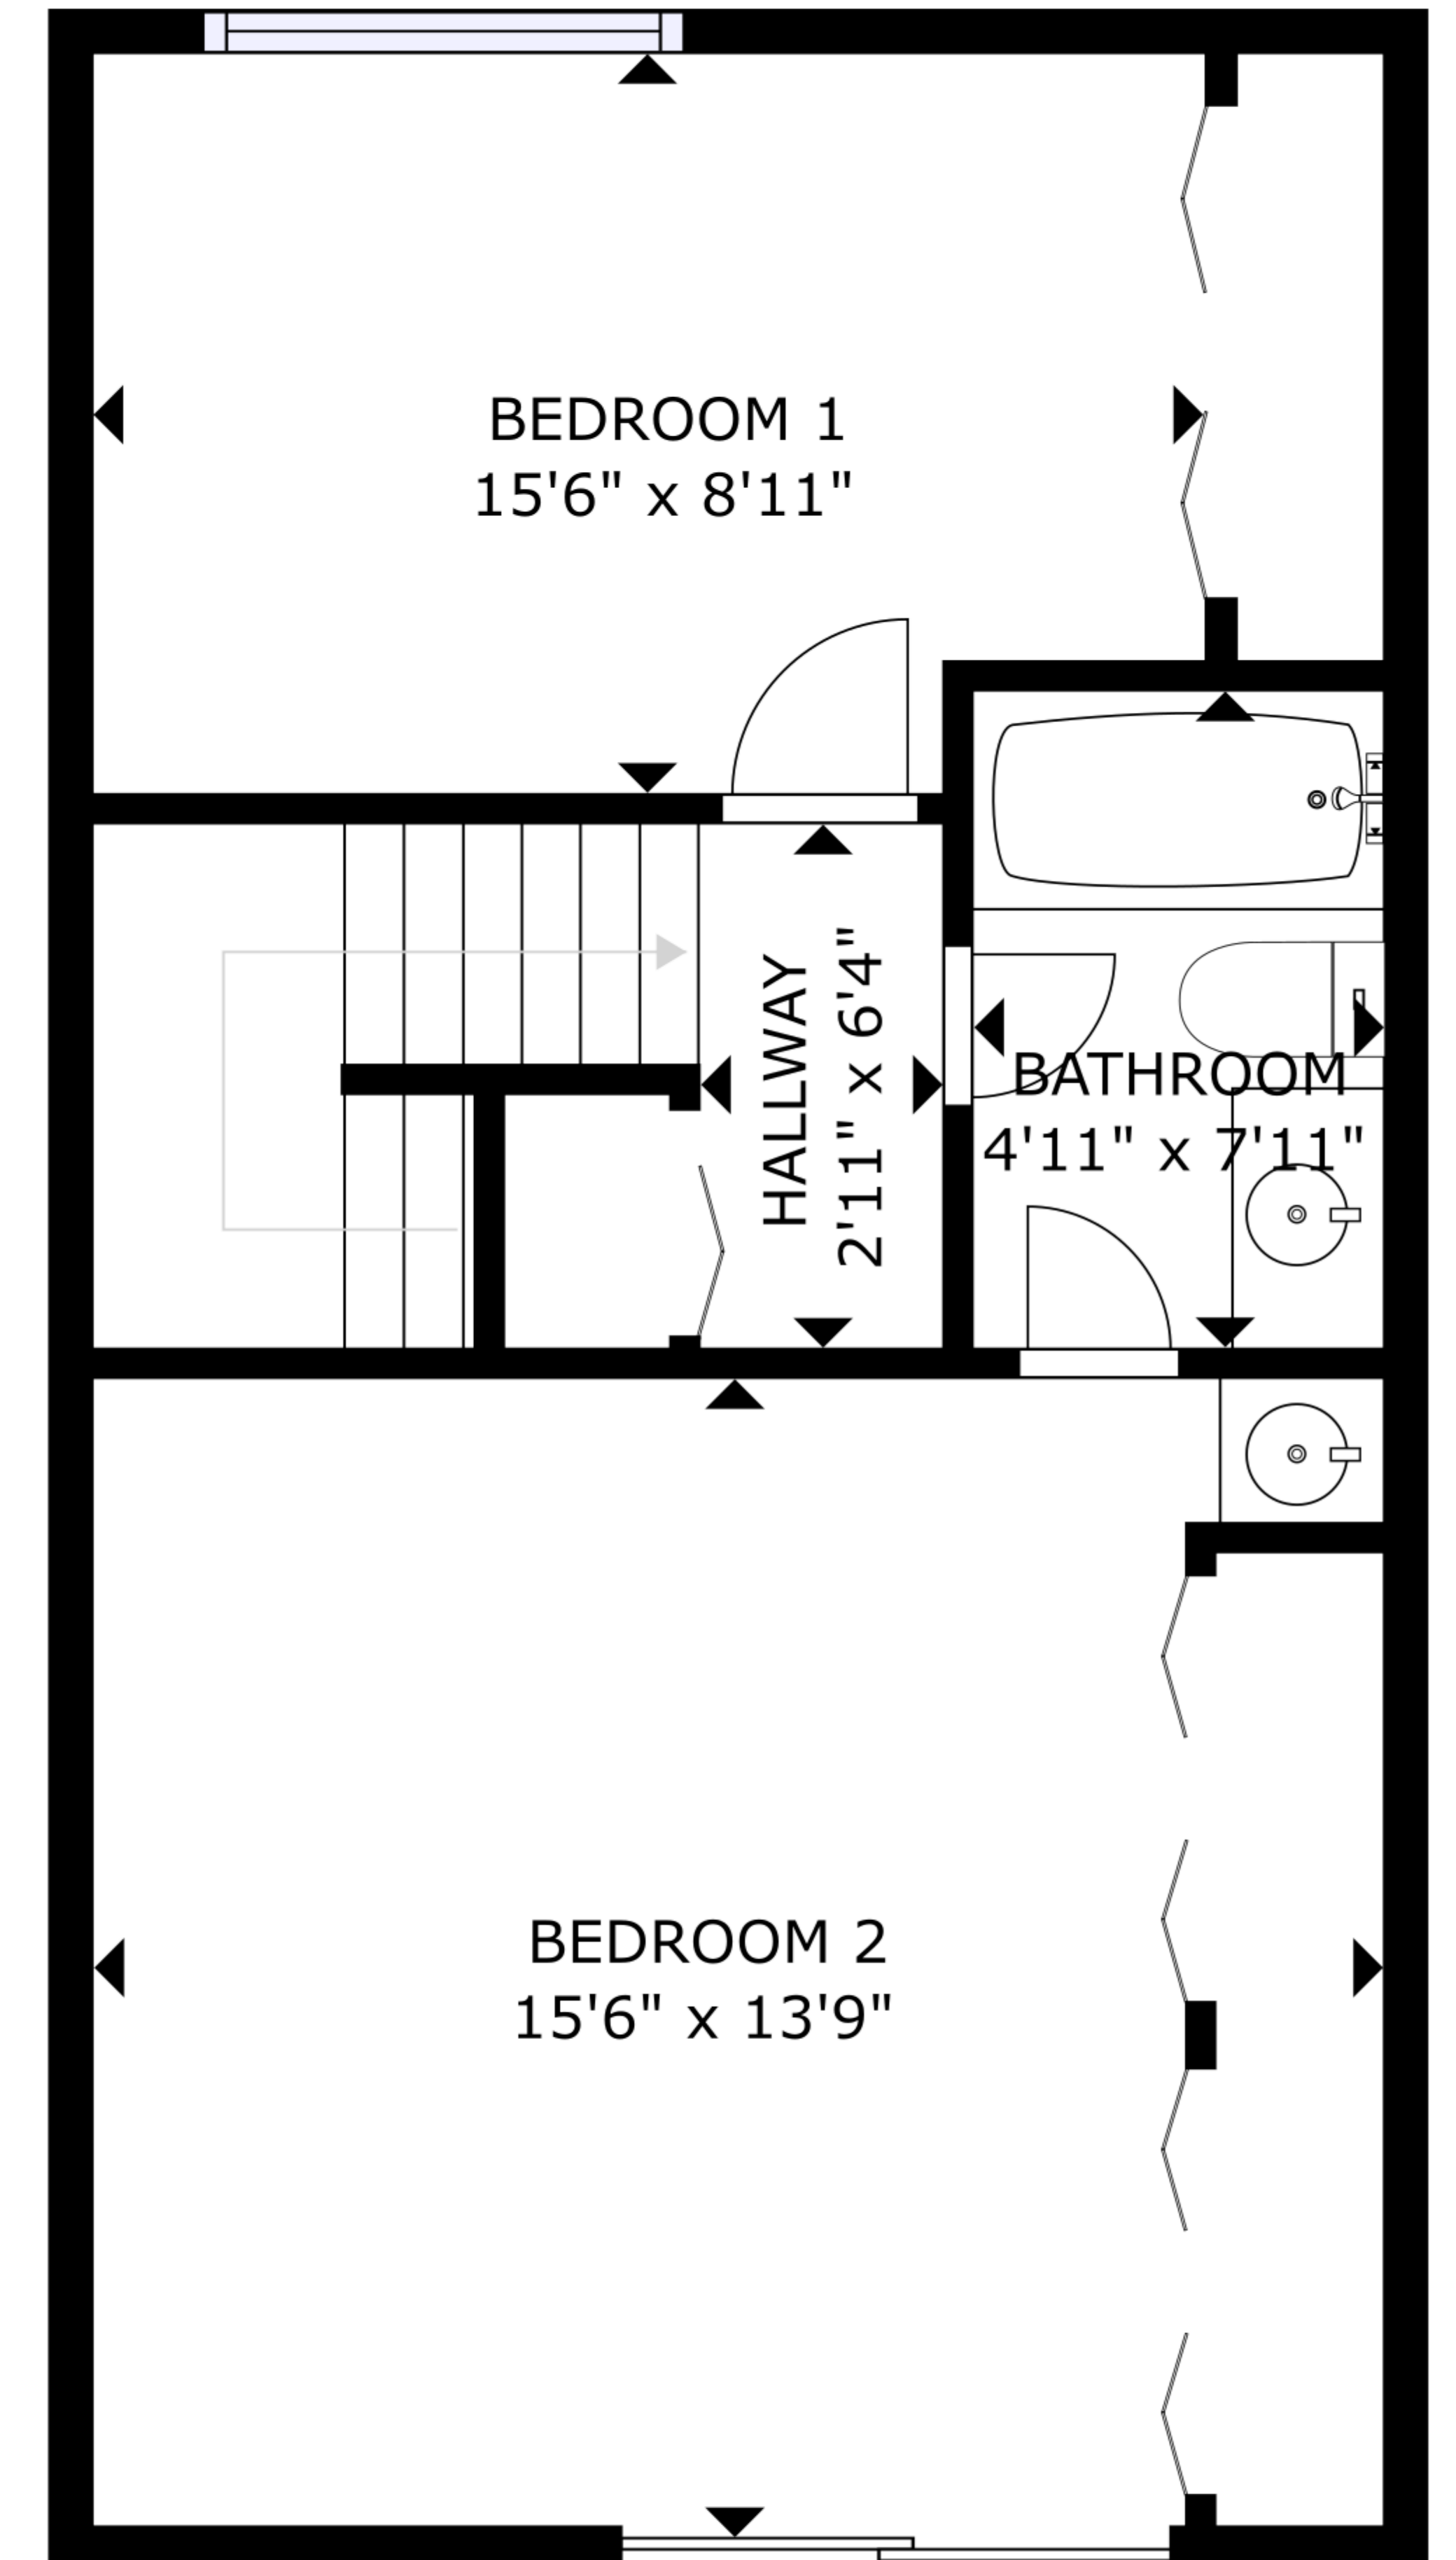 BEDROOM 1
15'6" x 8'11"
HALLWAY
2'11" x 6'4"
BATHROOM
4'11" x 7'11"
BEDROOM 2
15'6" x 13'9"